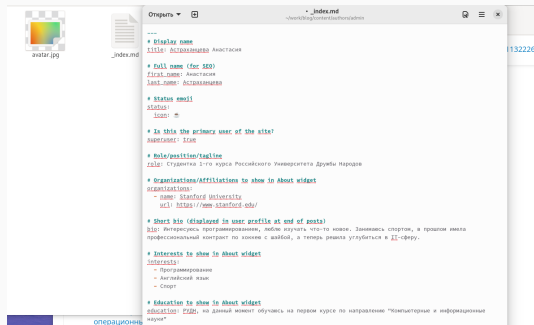 Открыть
• _index.md
~/work/blog/content/authors/admin
avatar.jpg
_index.md
1132226
---
# Display name
title: Астраханцева Анастасия
# Full name (for SEO)
first_name: Анастасия
last_name: Астраханцева
# Status emoji
status:
icon: ☕
# Is this the primary user of the site?
superuser: true
# Role/position/tagline
role: Студентка 1-го курса Российского Университета Дружбы Народов
# Organizations/Affiliations to show in About widget
organizations:
- name: Stanford University
url: https://www.stanford.edu/
# Short bio (displayed in user profile at end of posts)
bio: Интересуюсь программированием, люблю изучать что-то новое. Занимаюсь спортом, в прошлом имела
профессиональный контракт по хоккею с шайбой, а теперь решила углубиться в IT-сферу.
# Interests to show in About widget
interests:
- Программирование
- Английский язык
- Спорт
# Education to show in About widget
education: РУДН, на данный момент обучаюсь на первом курсе по направлению "Компьютерные и информационные
науки"
операционны